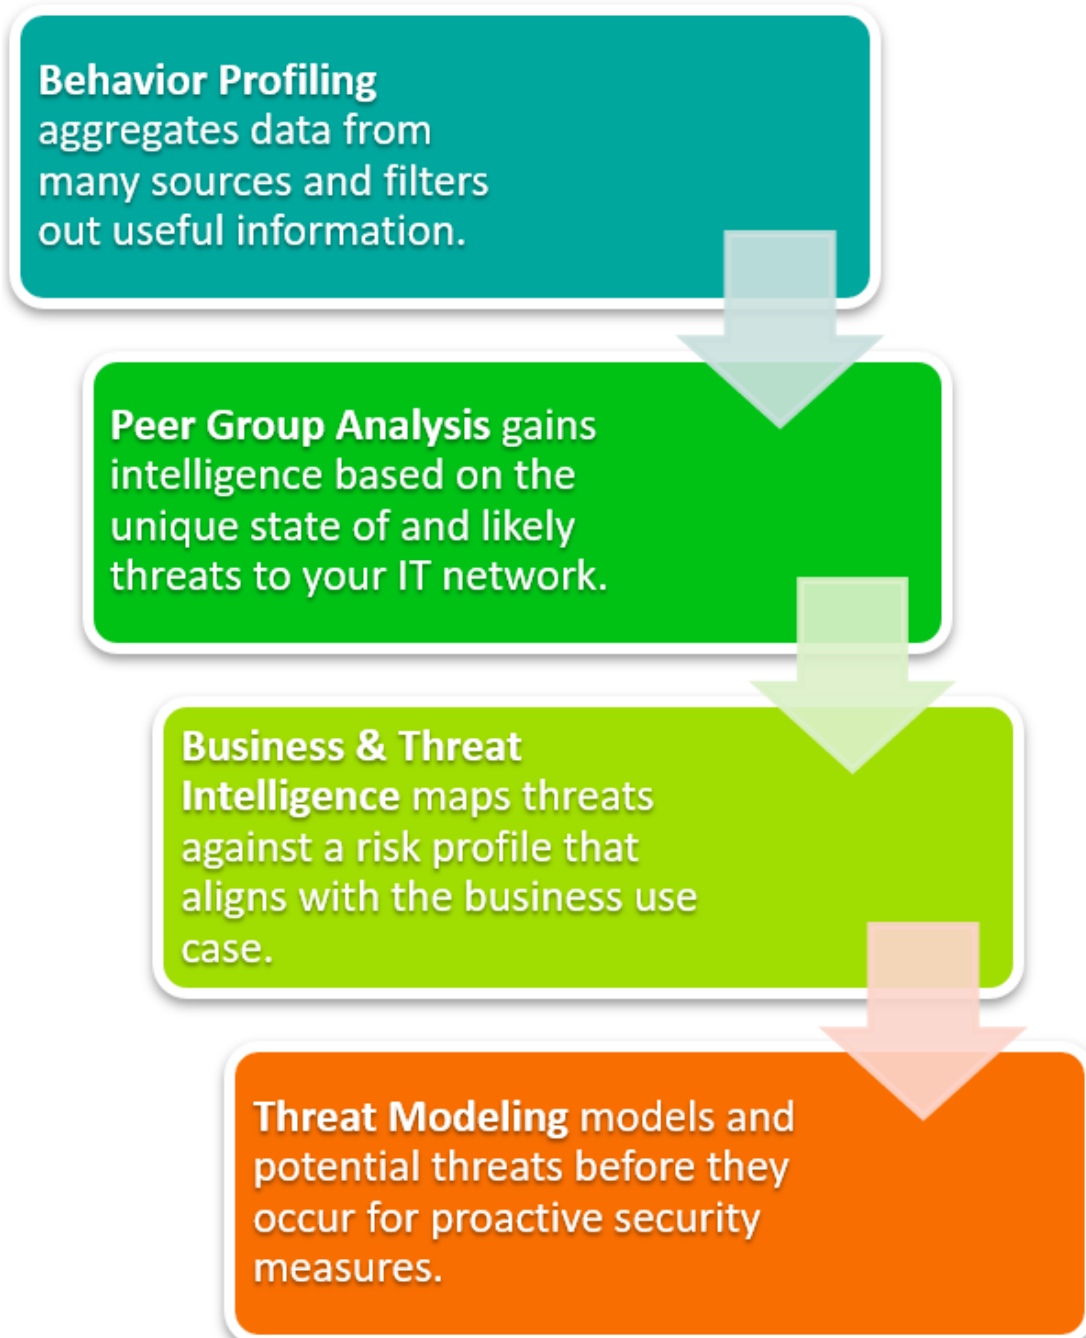 Behavior Profiling
aggregates data from
many sources and filters
out useful information.
Peer Group Analysis gains
intelligence based on the
unique state of and likely
threats to your IT network.
Business & Threat
Intelligence maps threats
against a risk profile that
aligns with the business use
case.
Threat Modeling models and
potential threats before they
occur for proactive security
measures.